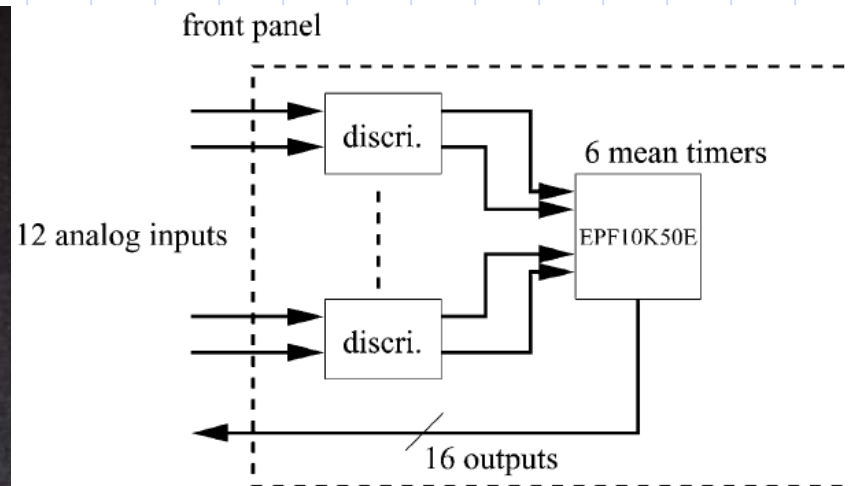 front panel
discri.
6 mean timers
EPF10K50E
12 analog inputs
discri.
16 outputs